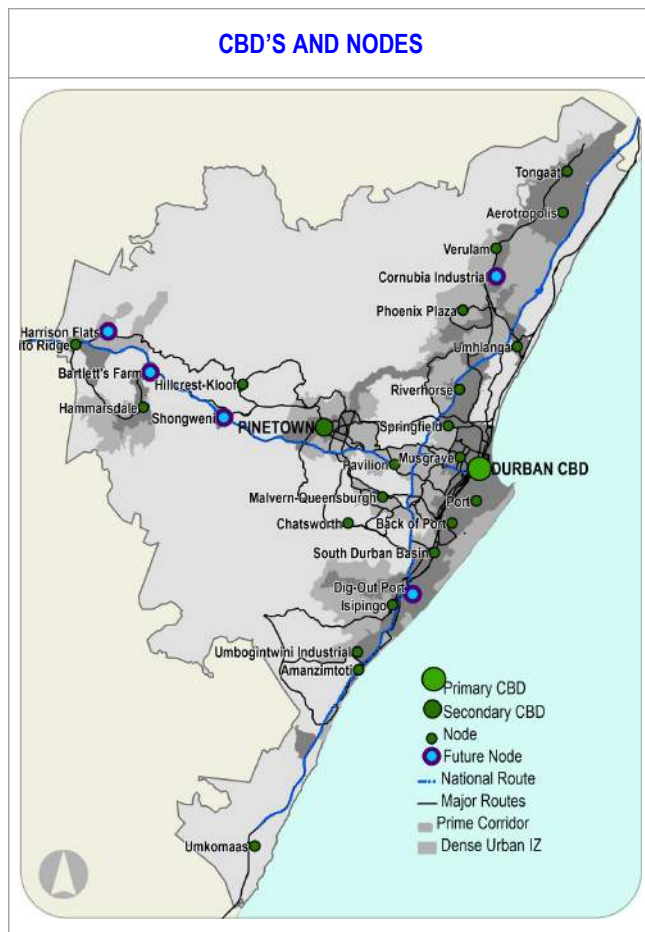 CBD'S AND NODES
Tongaat
Aerotropolis
Verulam
Cornubia Industrial
Phoenix Plaza
Harrison Flats
ito Ridge
Umhlanga
Bartlett's Farm
Hillcrest-Kloof
Riverhorse
Hammarsdale
Shongweni
PINETOWN
Springfield
Musgrave
Pavilion
DURBAN CBD
Malvern-Queensburgh
Port
Chatsworth
Back of Port
South Durban Basin
Dig-Out Port
Isipingo
Umbogintwini Industrial
Amanzimtoti
Primary CBD
Secondary CBD
Node
Future Node
National Route
Major Routes
Prime Corridor
Dense Urban IZ
Umkomaas